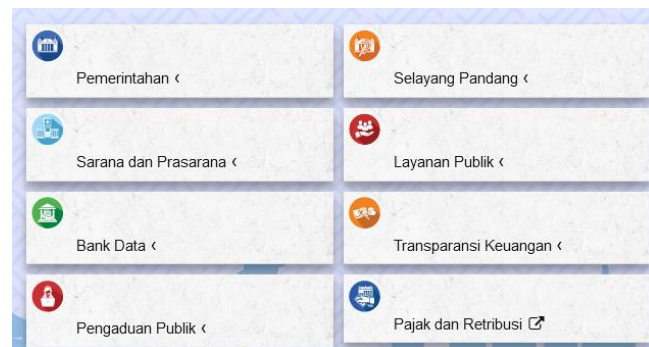 Pemerintahan ‹
Selayang Pandang ‹
Sarana dan Prasarana ‹
Layanan Publik ‹
Bank Data ‹
Transparansi Keuangan ‹
Pengaduan Publik ‹
Pajak dan Retribusi